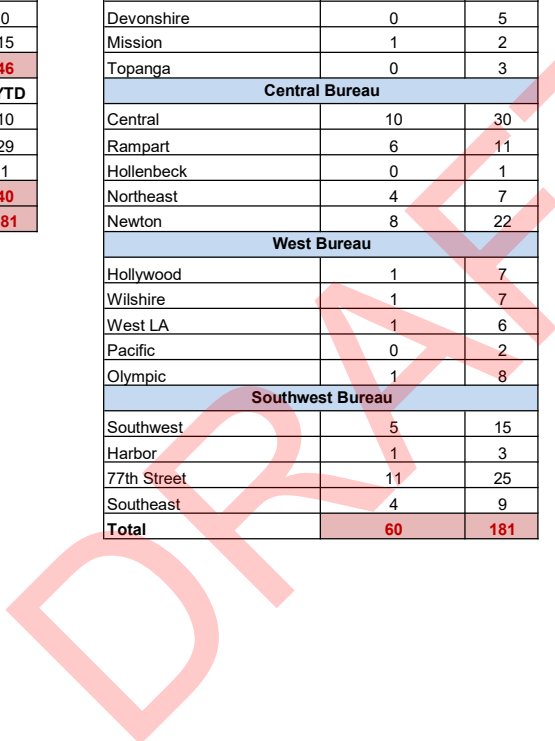 0
15
46
YTD
10
29
1
40
181
Devonshire 0 5
Mission 1 2
Topanga 0 3
Central Bureau
Central 10 30
Rampart 6 11
Hollenbeck 0 1
Northeast 4 7
Newton 8 22
West Bureau
Hollywood 1 7
Wilshire 1 7
West LA 1 6
Pacific 0 2
Olympic 1 8
Southwest Bureau
Southwest 5 15
Harbor 1 3
77th Street 11 25
Southeast 4 9
Total 60 181
DRAFT